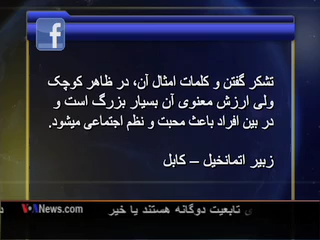 تشکر گفتن و کلمات امثال آن، در ظاهر کوچک
ولی ارزش معنوی آن بسیار بزرگ است و
در بین افراد باعث محبت و نظم اجتماعی میشود.
زبیر اتمانخیل – کابل
VOANews.com
ی تابعیت دوگانه هستند یا خیر